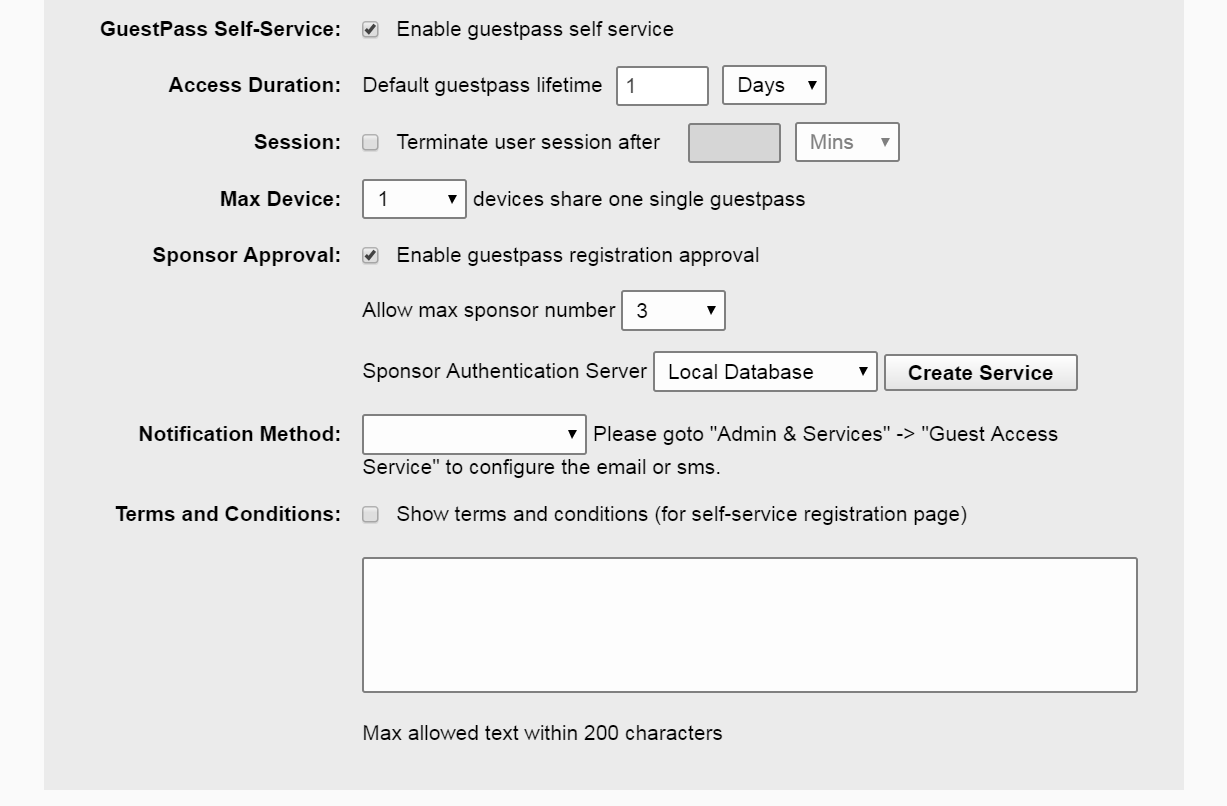 GuestPass Self-Service: Enable guestpass self service
Access Duration: Default guestpass lifetime 1 Days
Session: Terminate user session after Mins
Max Device: 1 devices share one single guestpass
Sponsor Approval: Enable guestpass registration approval
Allow max sponsor number 3
Sponsor Authentication Server Local Database Create Service
Notification Method: Please goto "Admin & Services" -> "Guest Access
Service" to configure the email or sms.
Terms and Conditions: Show terms and conditions (for self-service registration page)
Max allowed text within 200 characters